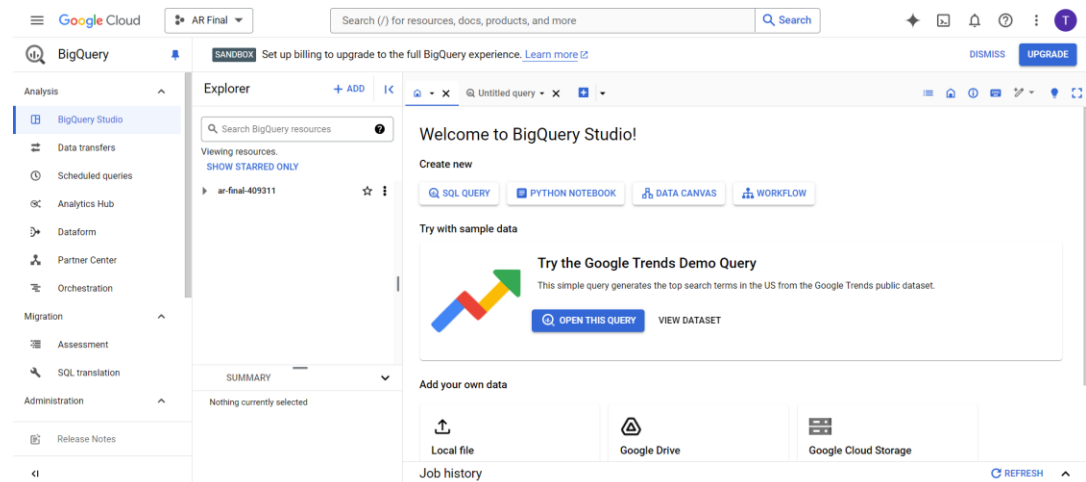 Google Cloud
AR Final
Search (/) for resources, docs, products, and more
Search
T
BigQuery
SANDBOX Set up billing to upgrade to the full BigQuery experience. Learn more
DISMISS
UPGRADE
Analysis
BigQuery Studio
Data transfers
Scheduled queries
Analytics Hub
Dataform
Partner Center
Orchestration
Migration
Assessment
SQL translation
Administration
Release Notes
Explorer
+ ADD
Search BigQuery resources
Viewing resources.
SHOW STARRED ONLY
ar-final-409311
SUMMARY
Nothing currently selected
Untitled query
Welcome to BigQuery Studio!
Create new
SQL QUERY
PYTHON NOTEBOOK
DATA CANVAS
WORKFLOW
Try with sample data
Try the Google Trends Demo Query
This simple query generates the top search terms in the US from the Google Trends public dataset.
OPEN THIS QUERY
VIEW DATASET
Add your own data
Local file
Google Drive
Google Cloud Storage
Job history
REFRESH